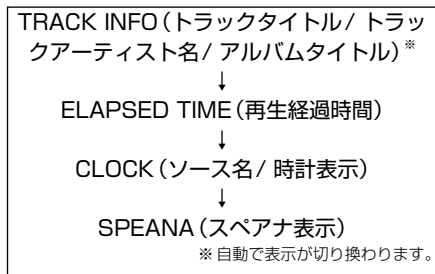 TRACK INFO（トラックタイトル/ トラッ
クアーティスト名/ アルバムタイトル）※
↓
ELAPSED TIME（再生経過時間）
↓
CLOCK（ソース名/ 時計表示）
↓
SPEANA（スペアナ表示）
※自動で表示が切り換わります。